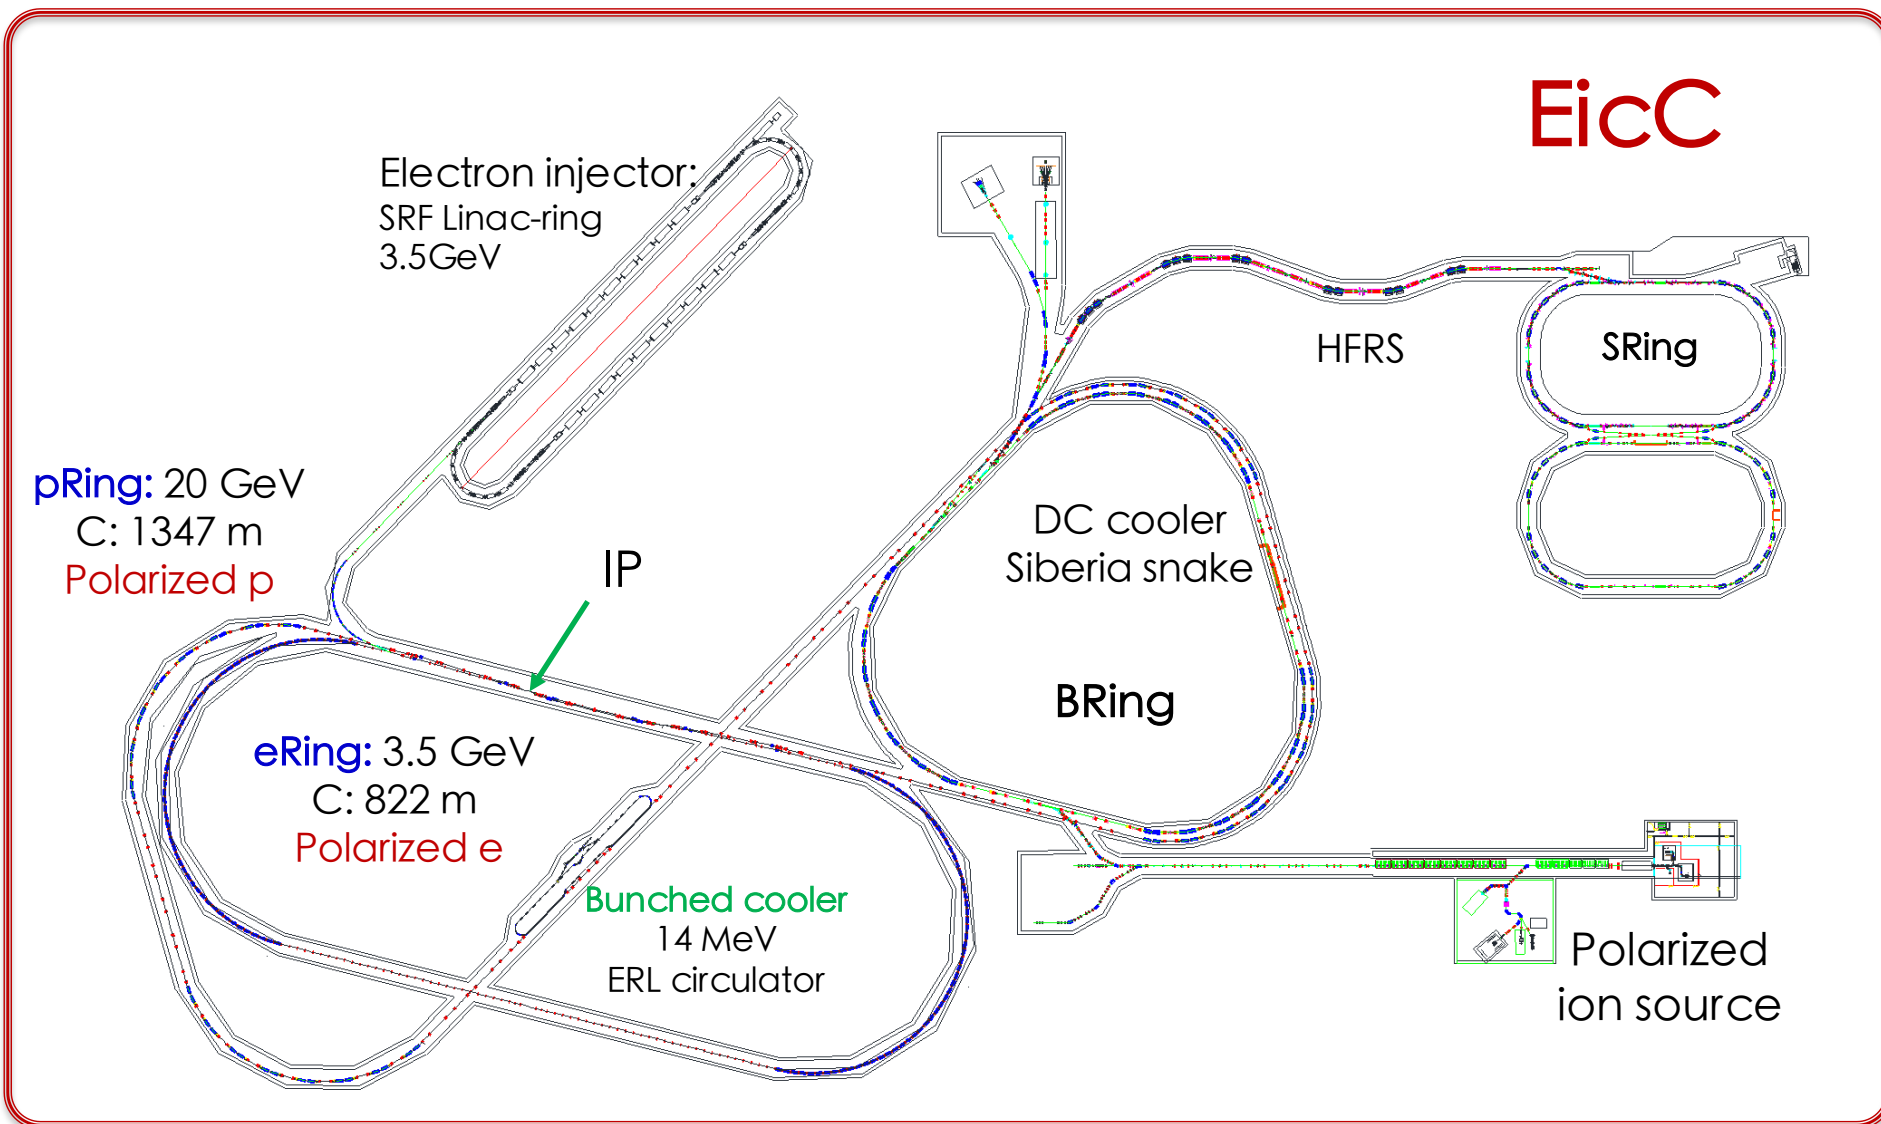 EicC
Electron injector:
SRF Linac-ring
3.5GeV
HFRS
SRing
pRing: 20 GeV
C: 1347 m
Polarized p
IP
DC cooler
Siberia snake
BRing
eRing: 3.5 GeV
C: 822 m
Polarized e
Bunched cooler
14 MeV
ERL circulator
Polarized
ion source